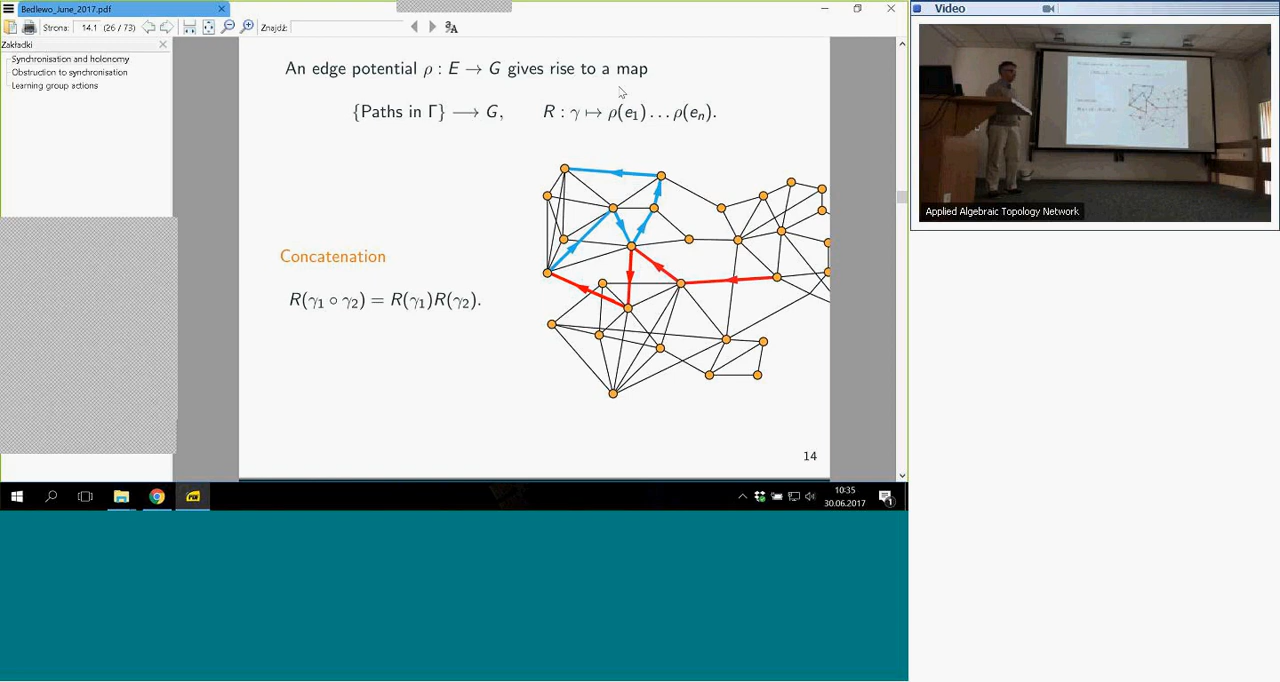 Bedlewo_June_2017.pdf
Strona: 14.1 (26 / 73) Znajdź:
Zakładki
Synchronisation and holonomy
Obstruction to synchronisation
Learning group actions
An edge potential ρ : E → G gives rise to a map
{Paths in Γ} ⟶ G, R : γ ↦ ρ(e₁) … ρ(eₙ).
Concatenation
R(γ₁ ∘ γ₂) = R(γ₁)R(γ₂).
14
10:35
30.06.2017
Video
Applied Algebraic Topology Network